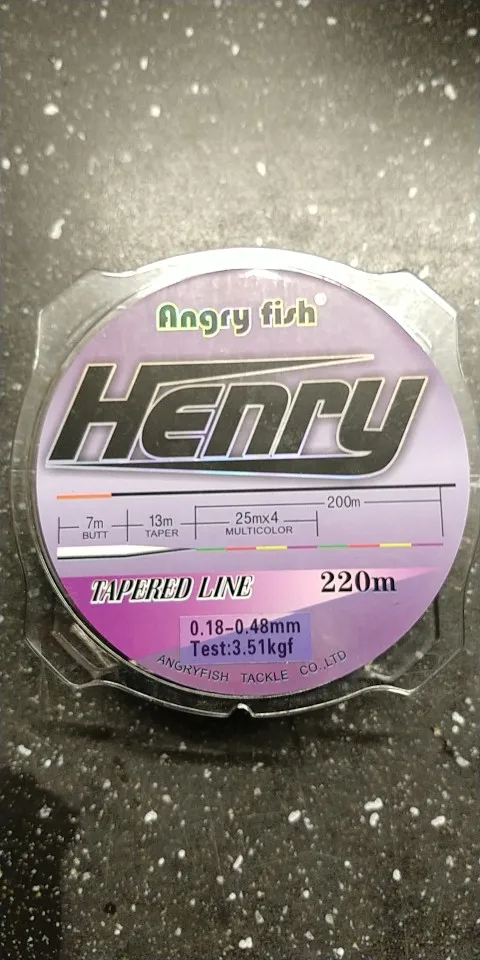 Angry fish®
HENRY
200m
7m 13m 25mx4
BUTT TAPER MULTICOLOR
TAPERED LINE 220m
0.18-0.48mm
Test:3.51kgf
ANGRYFISH TACKLE CO.,LTD